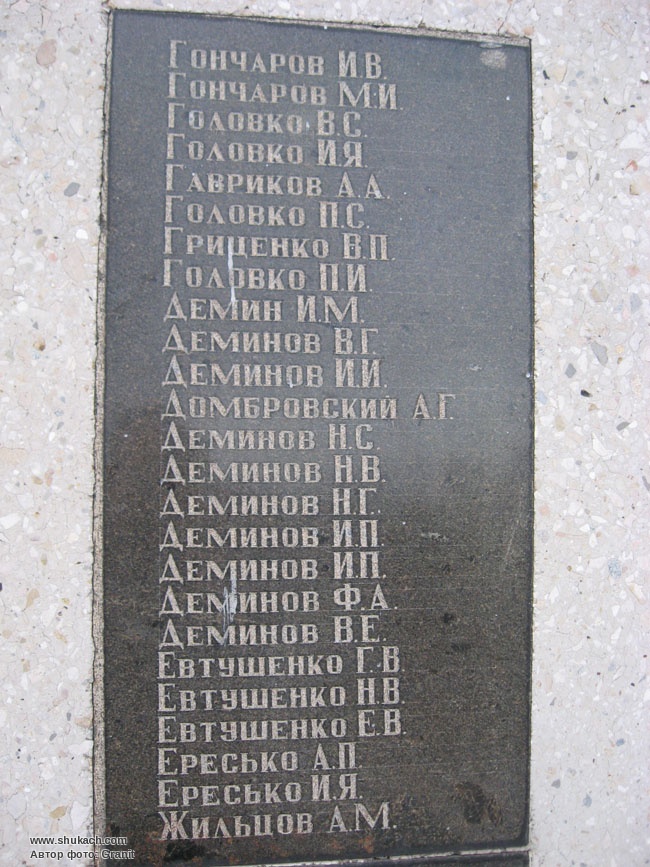 Гончаров И.В.
Гончаров М.И.
Головко В.С.
Головко И.Я.
Гавриков А.А.
Головко П.С.
Гриценко В.П.
Головко П.И.
Демин И.М.
Деминов В.Г.
Деминов И.И.
Домбровский А.Г.
Деминов Н.С.
Деминов Н.В.
Деминов Н.Г.
Деминов И.П.
Деминов И.П.
Деминов Ф.А.
Деминов В.Е.
Евтушенко Г.В.
Евтушенко Н.В.
Евтушенко Е.В.
Ересько А.П.
Ересько И.Я.
Жильцов А.М.
www.shukach.com
Автор фото: Granit